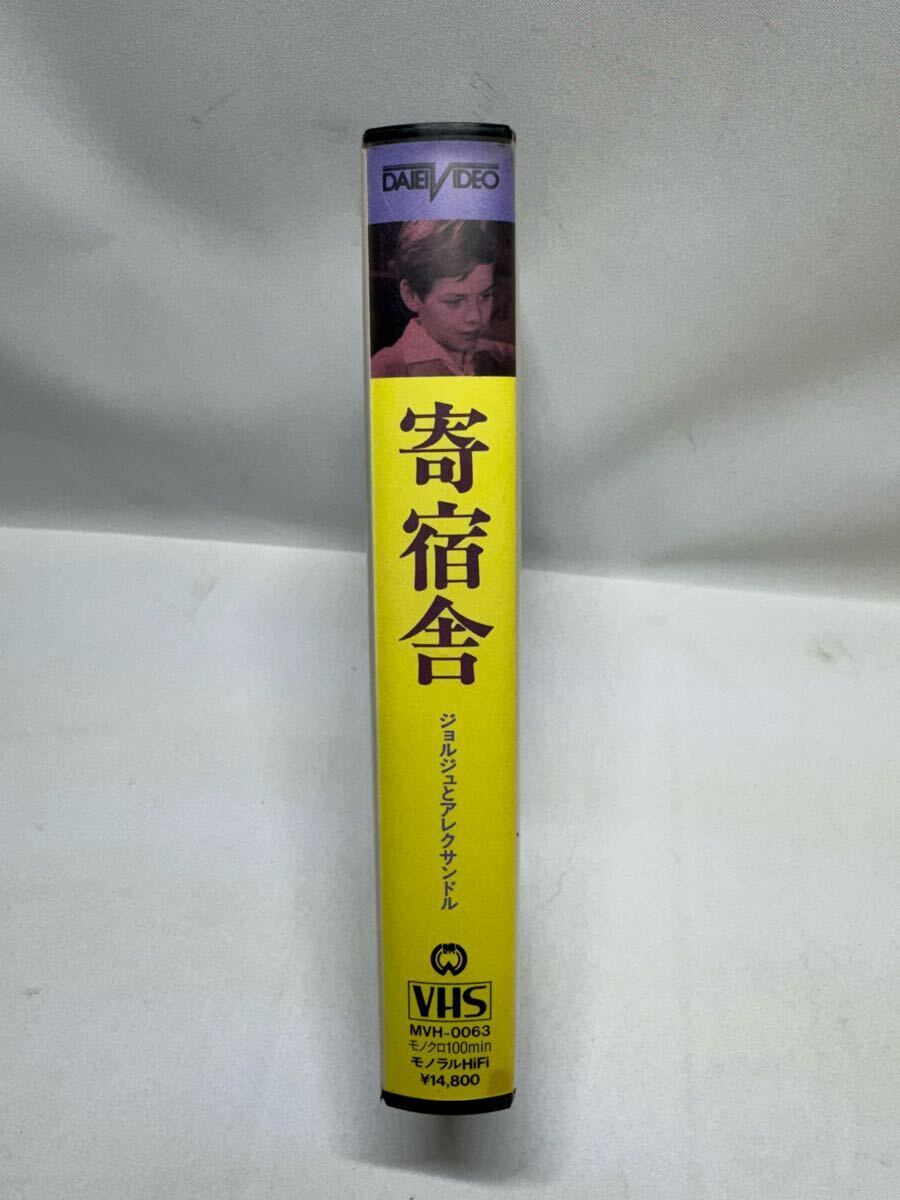 DAIEI VIDEO
寄宿舎
ジョルジュとアレクサンドル
映
VHS
MVH-0063
モノクロ100min
モノラルHiFi
¥14,800